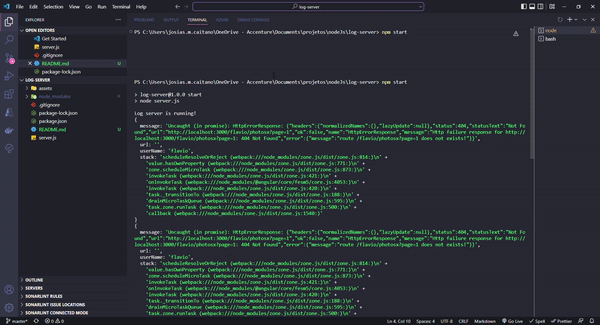 File Edit Selection View Go Run Terminal Help
log-server
EXPLORER
OPEN EDITORS
Get Started
server.js
.gitignore
README.md M
package-lock.json
LOG-SERVER
assets
node_modules
.gitignore
package-lock.json
package.json
README.md M
server.js
OUTLINE
SERVERS
SONARLINT RULES
SONARLINT ISSUE LOCATIONS
SONARLINT CONNECTED MODE
PROBLEMS OUTPUT TERMINAL GITLENS DEBUG CONSOLE
node
bash
PS C:\Users\josias.m.caitano\OneDrive - Accenture\Documents\projetos\nodeJs\log-server> npm start
PS C:\Users\josias.m.caitano\OneDrive - Accenture\Documents\projetos\nodeJs\log-server> npm start
> log-server@1.0.0 start
> node server.js
Log server is running!
{
message: 'Uncaught (in promise): HttpErrorResponse: {"headers":{"normalizedNames":{},"lazyUpdate":null},"status":404,"statusText":"Not Fo
und","url":"http://localhost:3000/flavio/photosx?page=1","ok":false,"name":"HttpErrorResponse","message":"Http failure response for http://
localhost:3000/flavio/photosx?page=1: 404 Not Found","error":{"message":"route /flavio/photosx?page=1 does not exists!"}}',
url: '',
userName: 'flavio',
stack: 'scheduleResolveOrReject (webpack:///node_modules/zone.js/dist/zone.js:814:)\n' +
'value.hasOwnProperty (webpack:///node_modules/zone.js/dist/zone.js:771:)\n' +
'zone.scheduleMicroTask (webpack:///node_modules/zone.js/dist/zone.js:873:)\n' +
'invokeTask (webpack:///node_modules/zone.js/dist/zone.js:421:)\n' +
'onInvokeTask (webpack:///node_modules/@angular/core/fesm5/core.js:4053:)\n' +
'invokeTask (webpack:///node_modules/zone.js/dist/zone.js:420:)\n' +
'task._transitionTo (webpack:///node_modules/zone.js/dist/zone.js:188:)\n' +
'drainMicroTaskQueue (webpack:///node_modules/zone.js/dist/zone.js:595:)\n' +
'task.zone.runTask (webpack:///node_modules/zone.js/dist/zone.js:500:)\n' +
'callback (webpack:///node_modules/zone.js/dist/zone.js:1540:)'
}
{
message: 'Uncaught (in promise): HttpErrorResponse: {"headers":{"normalizedNames":{},"lazyUpdate":null},"status":404,"statusText":"Not Fo
und","url":"http://localhost:3000/flavio/photosx?page=1","ok":false,"name":"HttpErrorResponse","message":"Http failure response for http://
localhost:3000/flavio/photosx?page=1: 404 Not Found","error":{"message":"route /flavio/photosx?page=1 does not exists!"}}',
url: '',
userName: 'flavio',
stack: 'scheduleResolveOrReject (webpack:///node_modules/zone.js/dist/zone.js:814:)\n' +
'value.hasOwnProperty (webpack:///node_modules/zone.js/dist/zone.js:771:)\n' +
'zone.scheduleMicroTask (webpack:///node_modules/zone.js/dist/zone.js:873:)\n' +
'invokeTask (webpack:///node_modules/zone.js/dist/zone.js:421:)\n' +
'onInvokeTask (webpack:///node_modules/@angular/core/fesm5/core.js:4053:)\n' +
'invokeTask (webpack:///node_modules/zone.js/dist/zone.js:420:)\n' +
'task._transitionTo (webpack:///node_modules/zone.js/dist/zone.js:188:)\n' +
'drainMicroTaskQueue (webpack:///node_modules/zone.js/dist/zone.js:595:)\n' +
'task.zone.runTask (webpack:///node_modules/zone.js/dist/zone.js:500:)\n' +
master* 0 0 Ln 4, Col 10 Spaces: 4 UTF-8 CRLF Markdown Go Live Spell Prettier